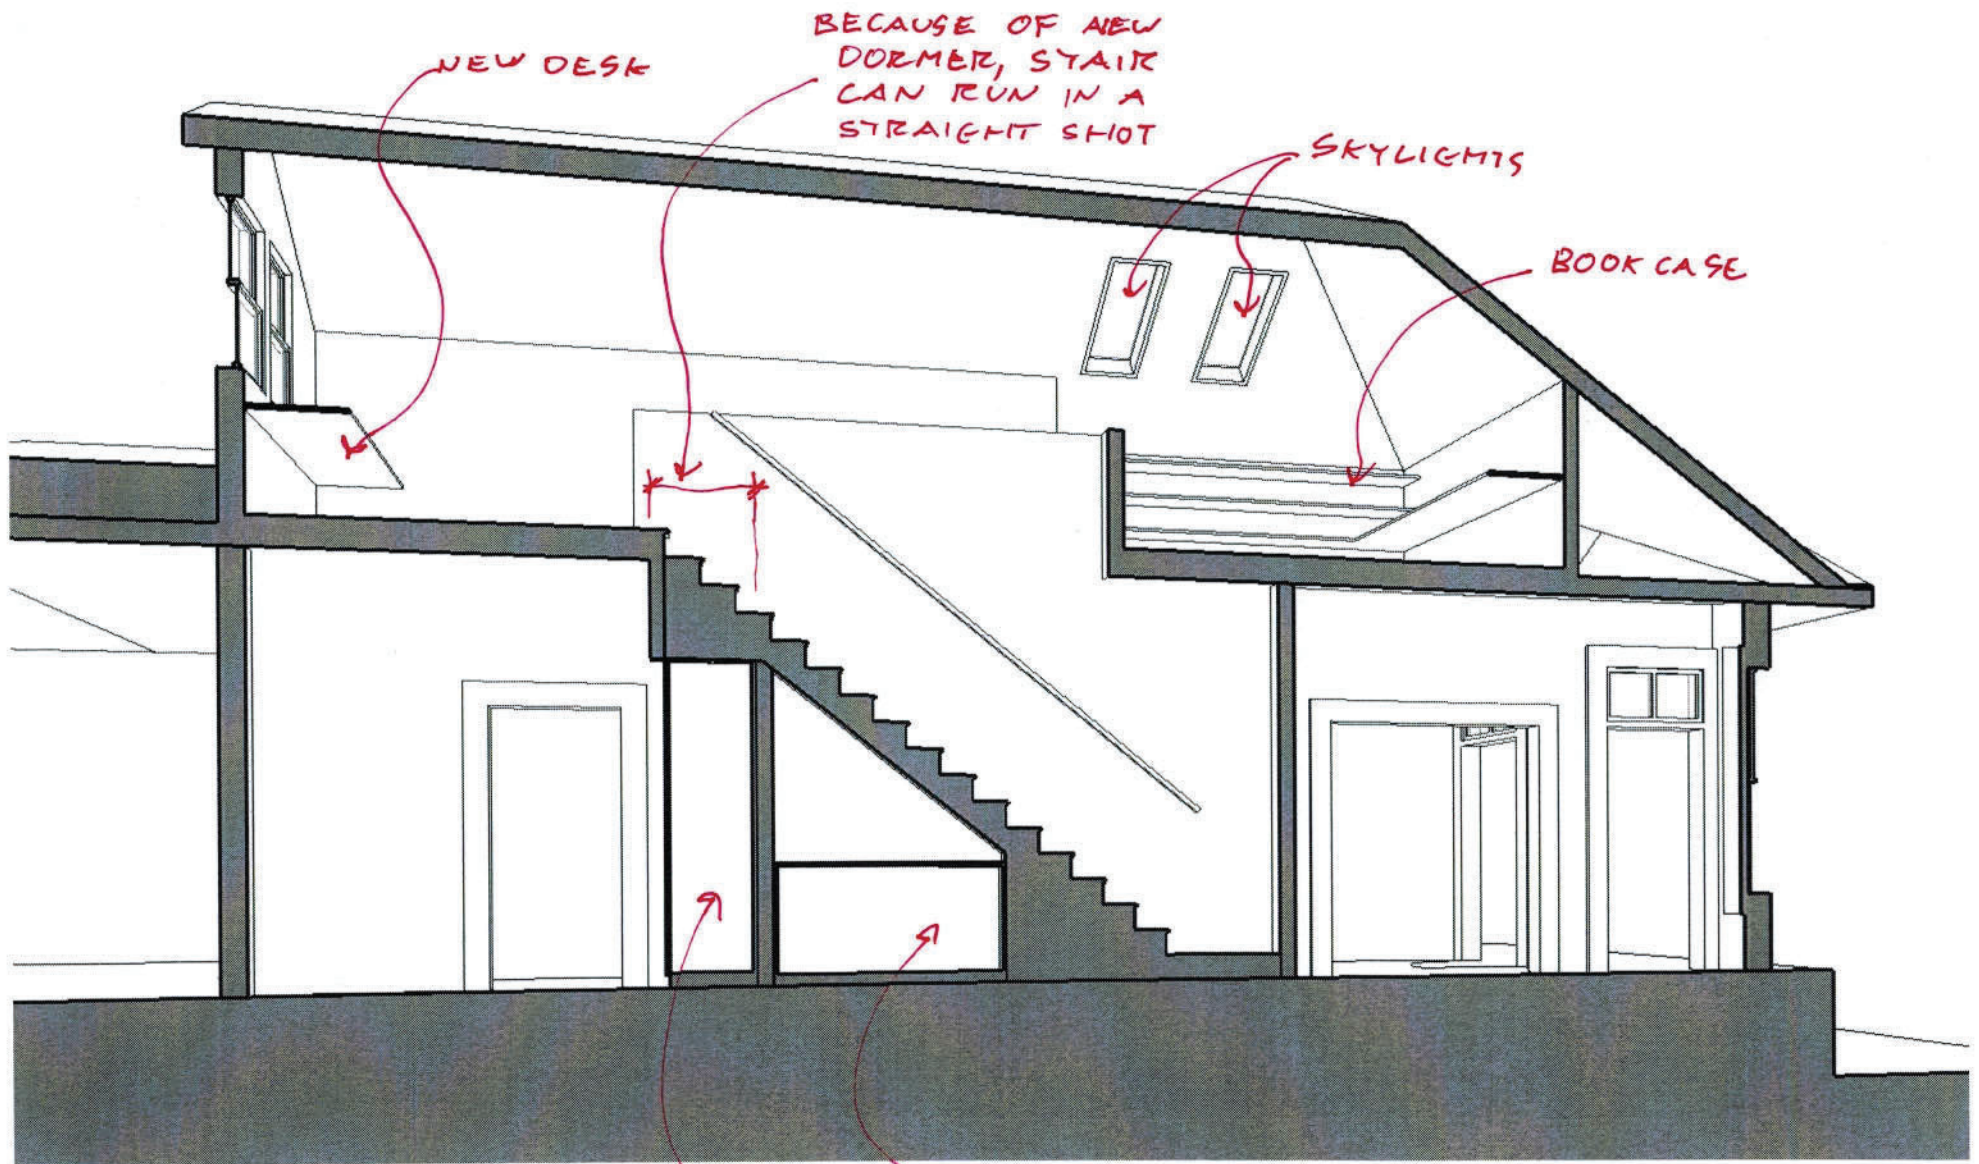 NEW DESK
BECAUSE OF NEW
DORMER, STAIR
CAN RUN IN A
STRAIGHT SHOT
SKYLIGHTS
BOOK CASE